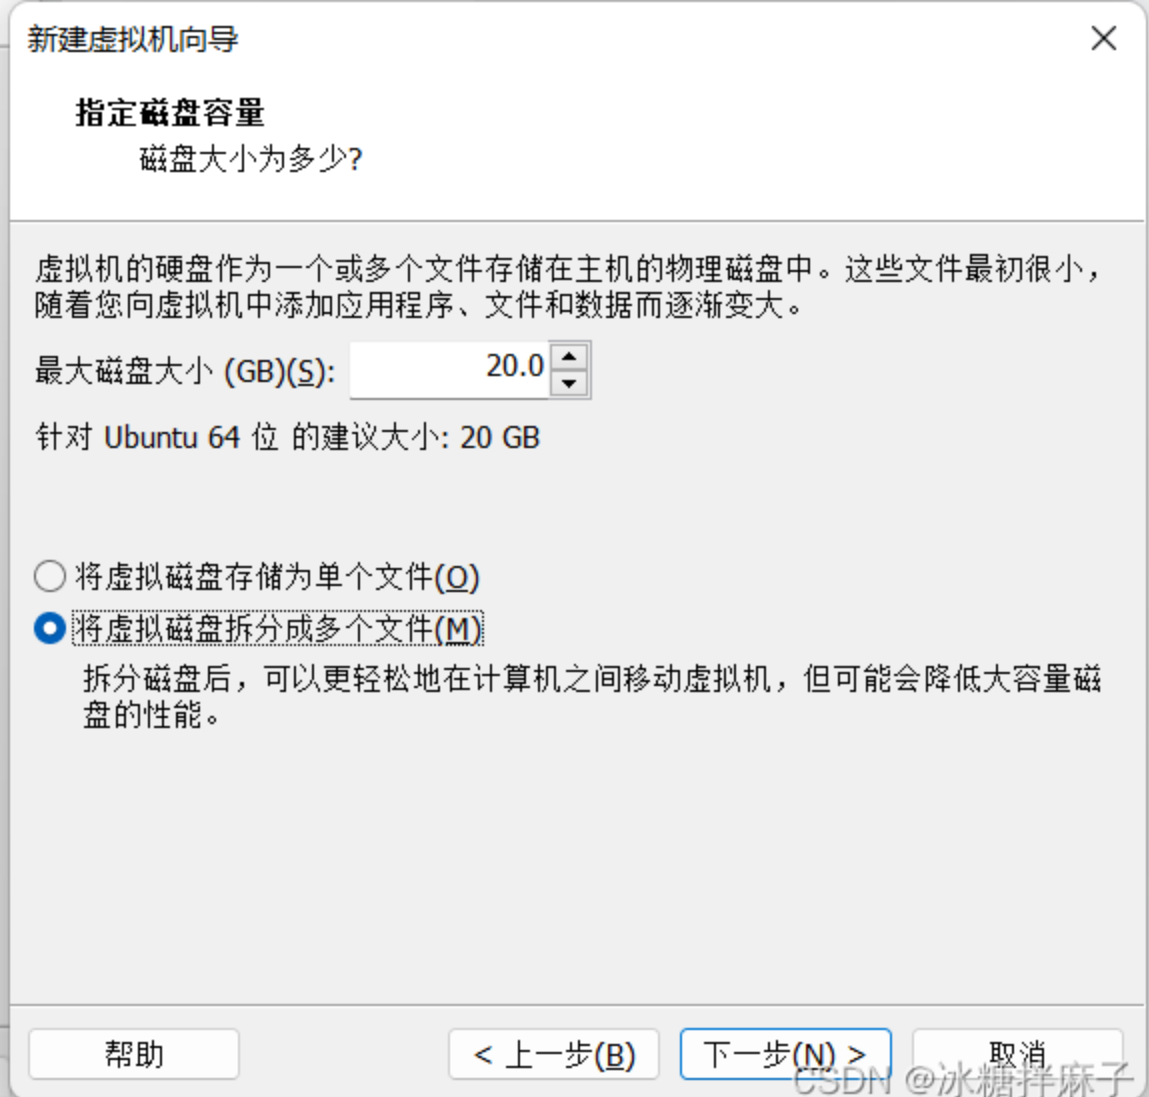 新建虚拟机向导
指定磁盘容量
磁盘大小为多少?
虚拟机的硬盘作为一个或多个文件存储在主机的物理磁盘中。这些文件最初很小，
随着您向虚拟机中添加应用程序、文件和数据而逐渐变大。
最大磁盘大小 (GB)(S): 20.0
针对 Ubuntu 64 位 的建议大小: 20 GB
将虚拟磁盘存储为单个文件(O)
将虚拟磁盘拆分成多个文件(M)
拆分磁盘后，可以更轻松地在计算机之间移动虚拟机，但可能会降低大容量磁
盘的性能。
帮助 < 上一步(B) 下一步(N) > 取消
CSDN @冰糖拌麻子